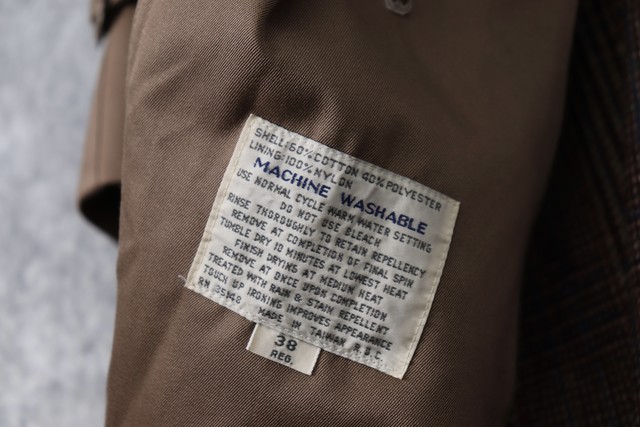 SHELL: 60% COTTON 40% POLYESTER
LINING: 100% NYLON
MACHINE WASHABLE
USE NORMAL CYCLE WARM WATER SETTING
DO NOT USE BLEACH
RINSE THOROUGHLY TO RETAIN REPELLENCY
REMOVE AT COMPLETION OF FINAL SPIN
TUMBLE DRY 10 MINUTES AT LOWEST HEAT
FINISH DRYING AT MEDIUM HEAT
REMOVE AT ONCE UPON COMPLETION
TREATED WITH RAIN & STAIN REPELLENT
TOUCH UP IRONING IMPROVES APPEARANCE
RN 35148 MADE IN TAIWAN R.O.C.
38
REG.